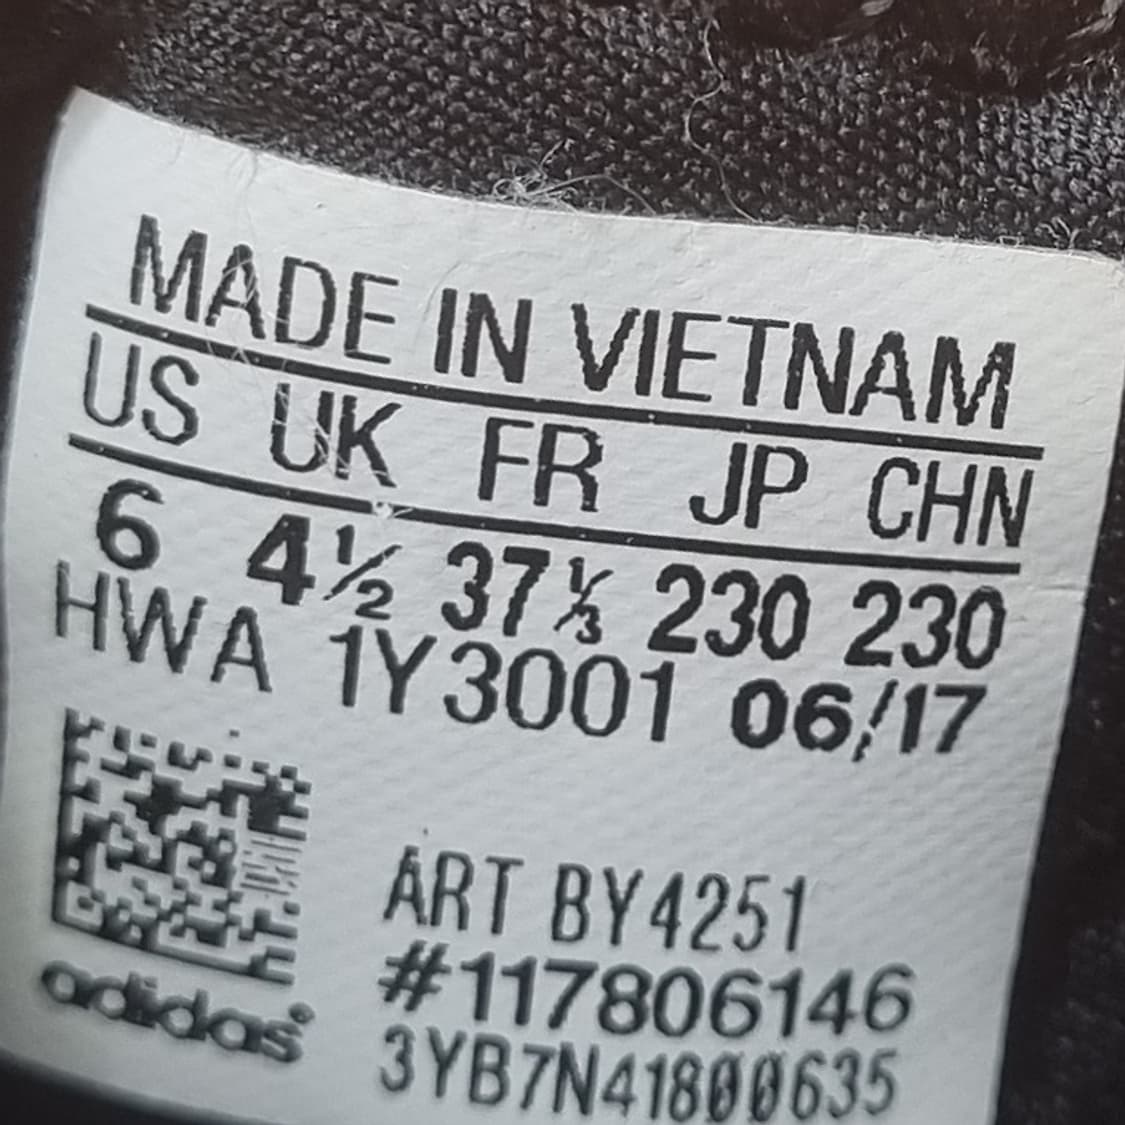 MADE IN VIETNAM
US UK FR JP CHN
6 4½ 37⅓ 230 230
HWA 1Y3001 06/17
ART BY4251
#117806146
adidas®
3YB7N41800635